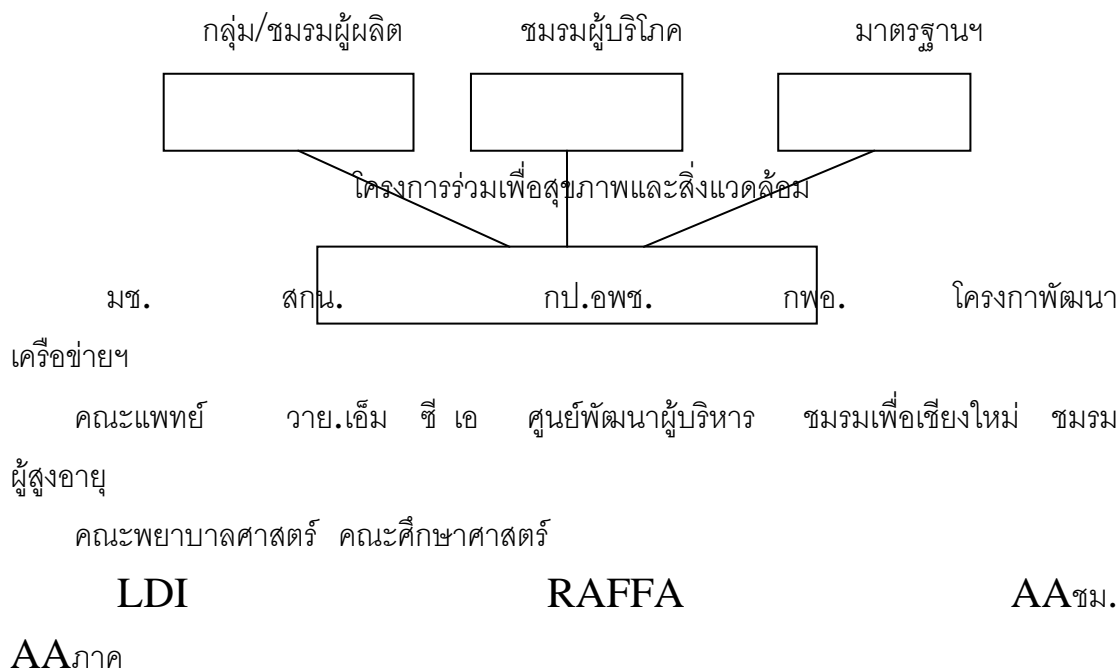 กลุ่ม/ชมรมผู้ผลิต ชมรมผู้บริโภค มาตรฐานฯ
โครงการร่วมเพื่อสุขภาพและสิ่งแวดล้อม
มช. สกน. กป.อพช. กพอ. โครงกาพัฒนา
เครือข่ายฯ
คณะแพทย์ วาย.เอ็ม ซี เอ ศูนย์พัฒนาผู้บริหาร ชมรมเพื่อเชียงใหม่ ชมรม
ผู้สูงอายุ
คณะพยาบาลศาสตร์ คณะศึกษาศาสตร์
LDI RAFFA AAชม.
AAภาค